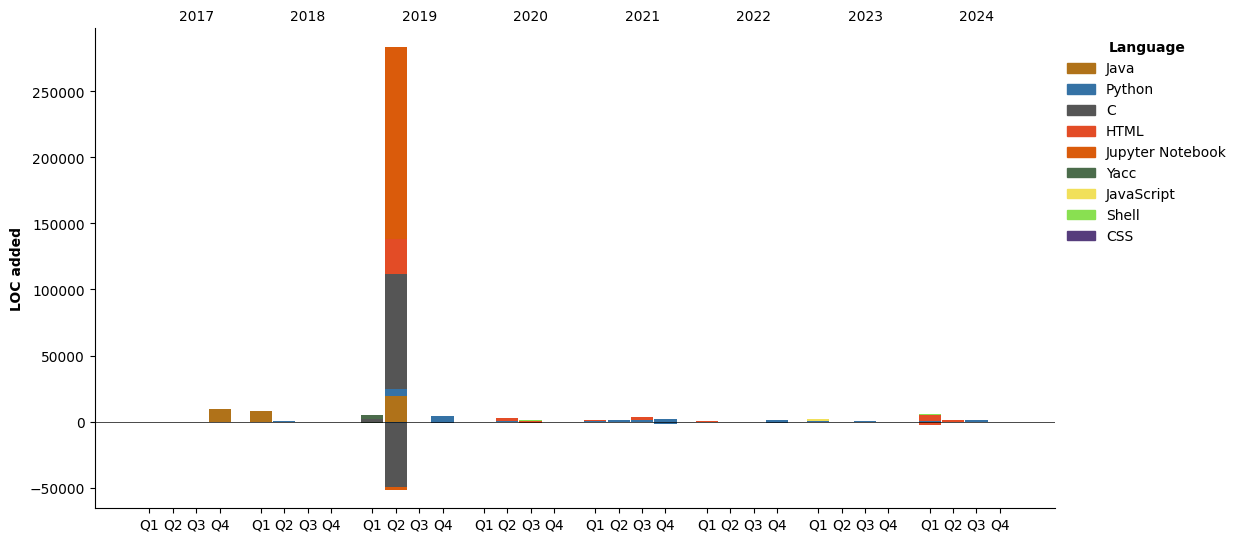 2017 2018 2019 2020 2021 2022 2023 2024
Language
Java
Python
C
HTML
Jupyter Notebook
Yacc
JavaScript
Shell
CSS
LOC added
250000
200000
150000
100000
50000
0
−50000
Q1 Q2 Q3 Q4 Q1 Q2 Q3 Q4 Q1 Q2 Q3 Q4 Q1 Q2 Q3 Q4 Q1 Q2 Q3 Q4 Q1 Q2 Q3 Q4 Q1 Q2 Q3 Q4 Q1 Q2 Q3 Q4